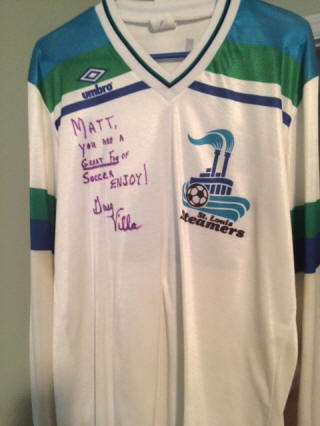 umbro
MATT,
YOU ARE A
GREAT FAN OF
SOCCER
ENJOY!
Villa
St. Louis
Steamers